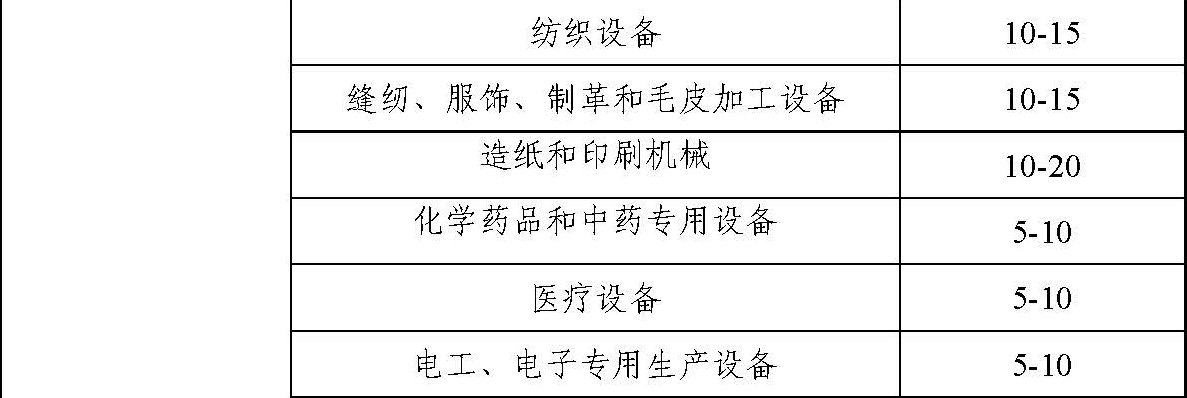 纺织设备 10-15
缝纫、服饰、制革和毛皮加工设备 10-15
造纸和印刷机械 10-20
化学药品和中药专用设备 5-10
医疗设备 5-10
电工、电子专用生产设备 5-10